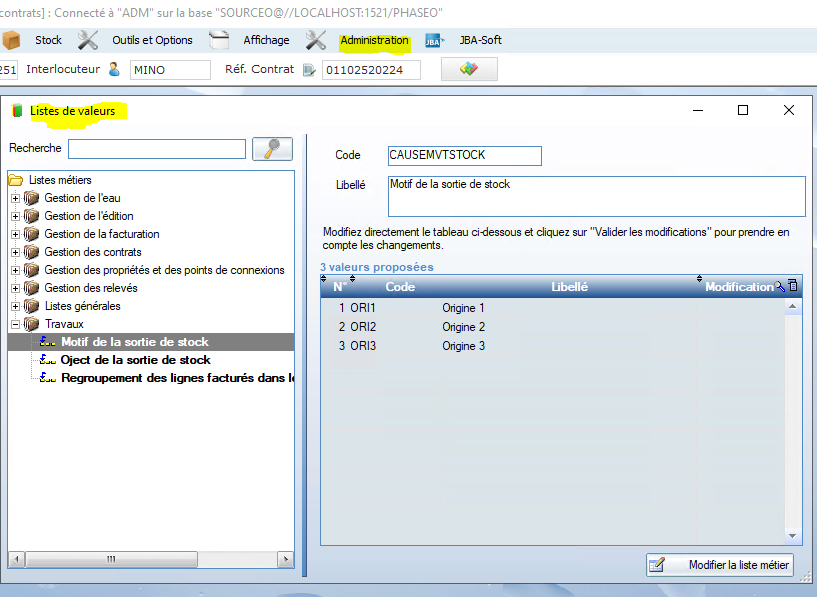 contrats] : Connecté à "ADM" sur la base "SOURCEO@//LOCALHOST:1521/PHASEO"
Stock Outils et Options Affichage Administration JBA JBA-Soft
251 Interlocuteur MINO Réf. Contrat 01102520224
Listes de valeurs
Recherche
Listes métiers
Gestion de l'eau
Gestion de l'édition
Gestion de la facturation
Gestion des contrats
Gestion des propriétés et des points de connexions
Gestion des relevés
Listes générales
Travaux
Motif de la sortie de stock
Oject de la sortie de stock
Regroupement des lignes facturés dans l
Code CAUSEMVTSTOCK
Libellé Motif de la sortie de stock
Modifiez directement le tableau ci-dessous et cliquez sur "Valider les modifications" pour prendre en
compte les changements.
3 valeurs proposées
N° Code Libellé Modification
1 ORI1 Origine 1
2 ORI2 Origine 2
3 ORI3 Origine 3
Modifier la liste métier